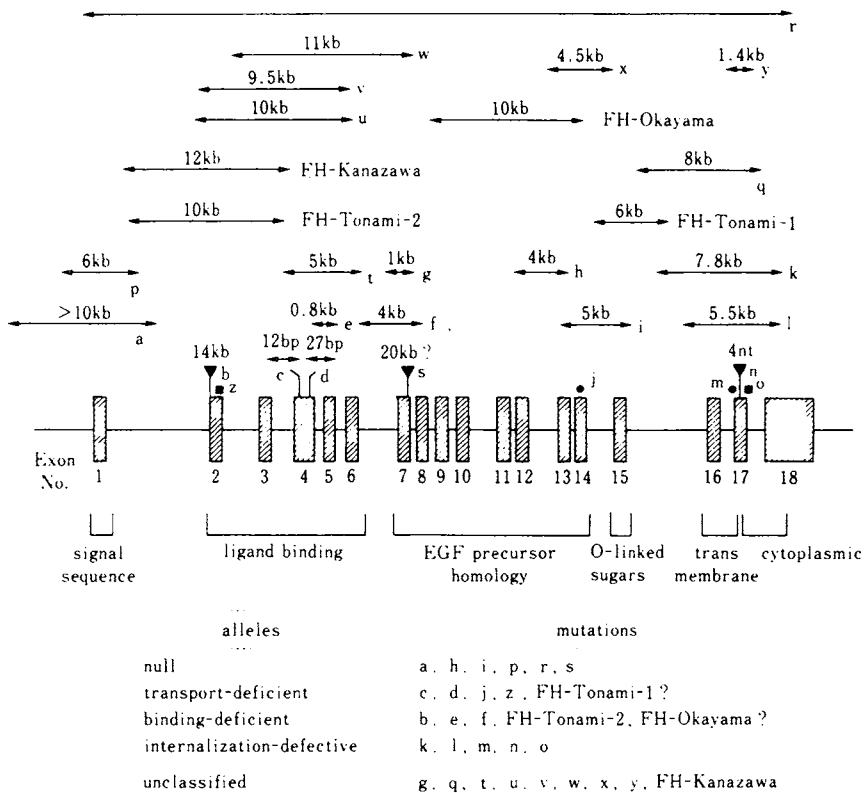 r
11kb
w
4.5kb
x
1.4kb
y
9.5kb
v
10kb
u
10kb
FH-Okayama
12kb
FH-Kanazawa
8kb
q
10kb
FH-Tonami-2
6kb
FH-Tonami-1
6kb
p
5kb
t
1kb
g
4kb
h
7.8kb
k
>10kb
a
0.8kb
e
4kb
f
5kb
i
5.5kb
l
12bp
27bp
14kb
b
z
c
d
20kb ?
s
j
4nt
m
n
o
Exon No.
1 2 3 4 5 6 7 8 9 10 11 12 13 14 15 16 17 18
signal sequence
ligand binding
EGF precursor homology
O-linked sugars
trans membrane
cytoplasmic
alleles mutations
null a, h, i, p, r, s
transport-deficient c, d, j, z, FH-Tonami-1 ?
binding-deficient b, e, f, FH-Tonami-2, FH-Okayama ?
internalization-defective k, l, m, n, o
unclassified g, q, t, u, v, w, x, y, FH-Kanazawa